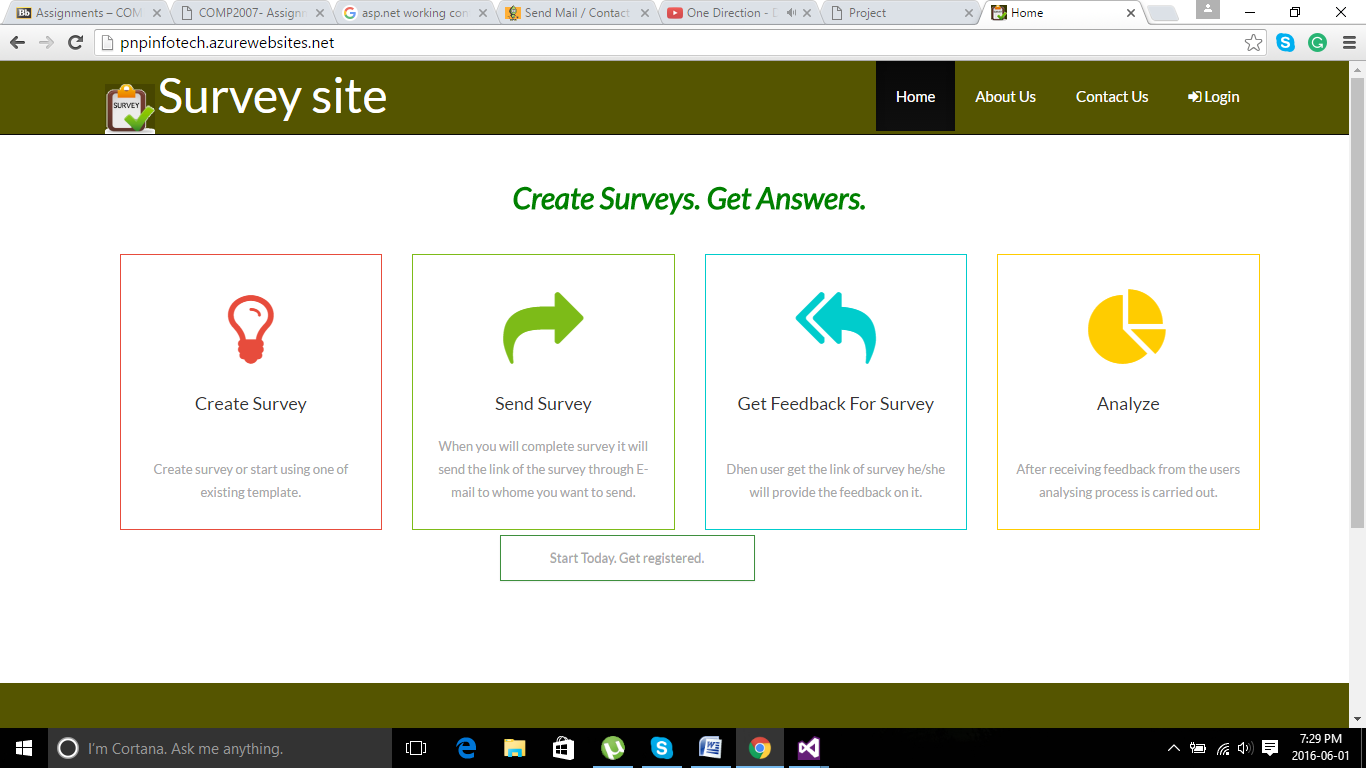 Assignments – COM
COMP2007- Assignm
asp.net working con
Send Mail / Contact
One Direction - D
Project
Home
pnpinfotech.azurewebsites.net
SURVEY
Survey site
Home
About Us
Contact Us
Login
Create Surveys. Get Answers.
Create Survey
Create survey or start using one of
existing template.
Send Survey
When you will complete survey it will
send the link of the survey through E-
mail to whome you want to send.
Get Feedback For Survey
Dhen user get the link of survey he/she
will provide the feedback on it.
Analyze
After receiving feedback from the users
analysing process is carried out.
Start Today. Get registered.
I'm Cortana. Ask me anything.
7:29 PM
2016-06-01